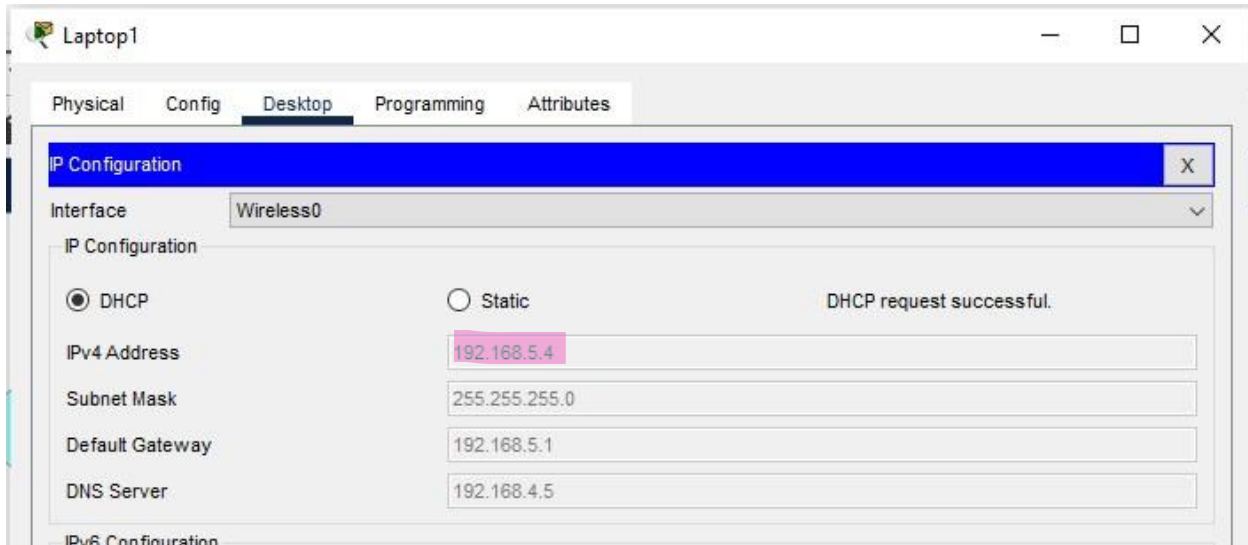 Laptop1
Physical Config Desktop Programming Attributes
IP Configuration X
Interface Wireless0
IP Configuration
DHCP Static DHCP request successful.
IPv4 Address 192.168.5.4
Subnet Mask 255.255.255.0
Default Gateway 192.168.5.1
DNS Server 192.168.4.5
IPv6 Configuration